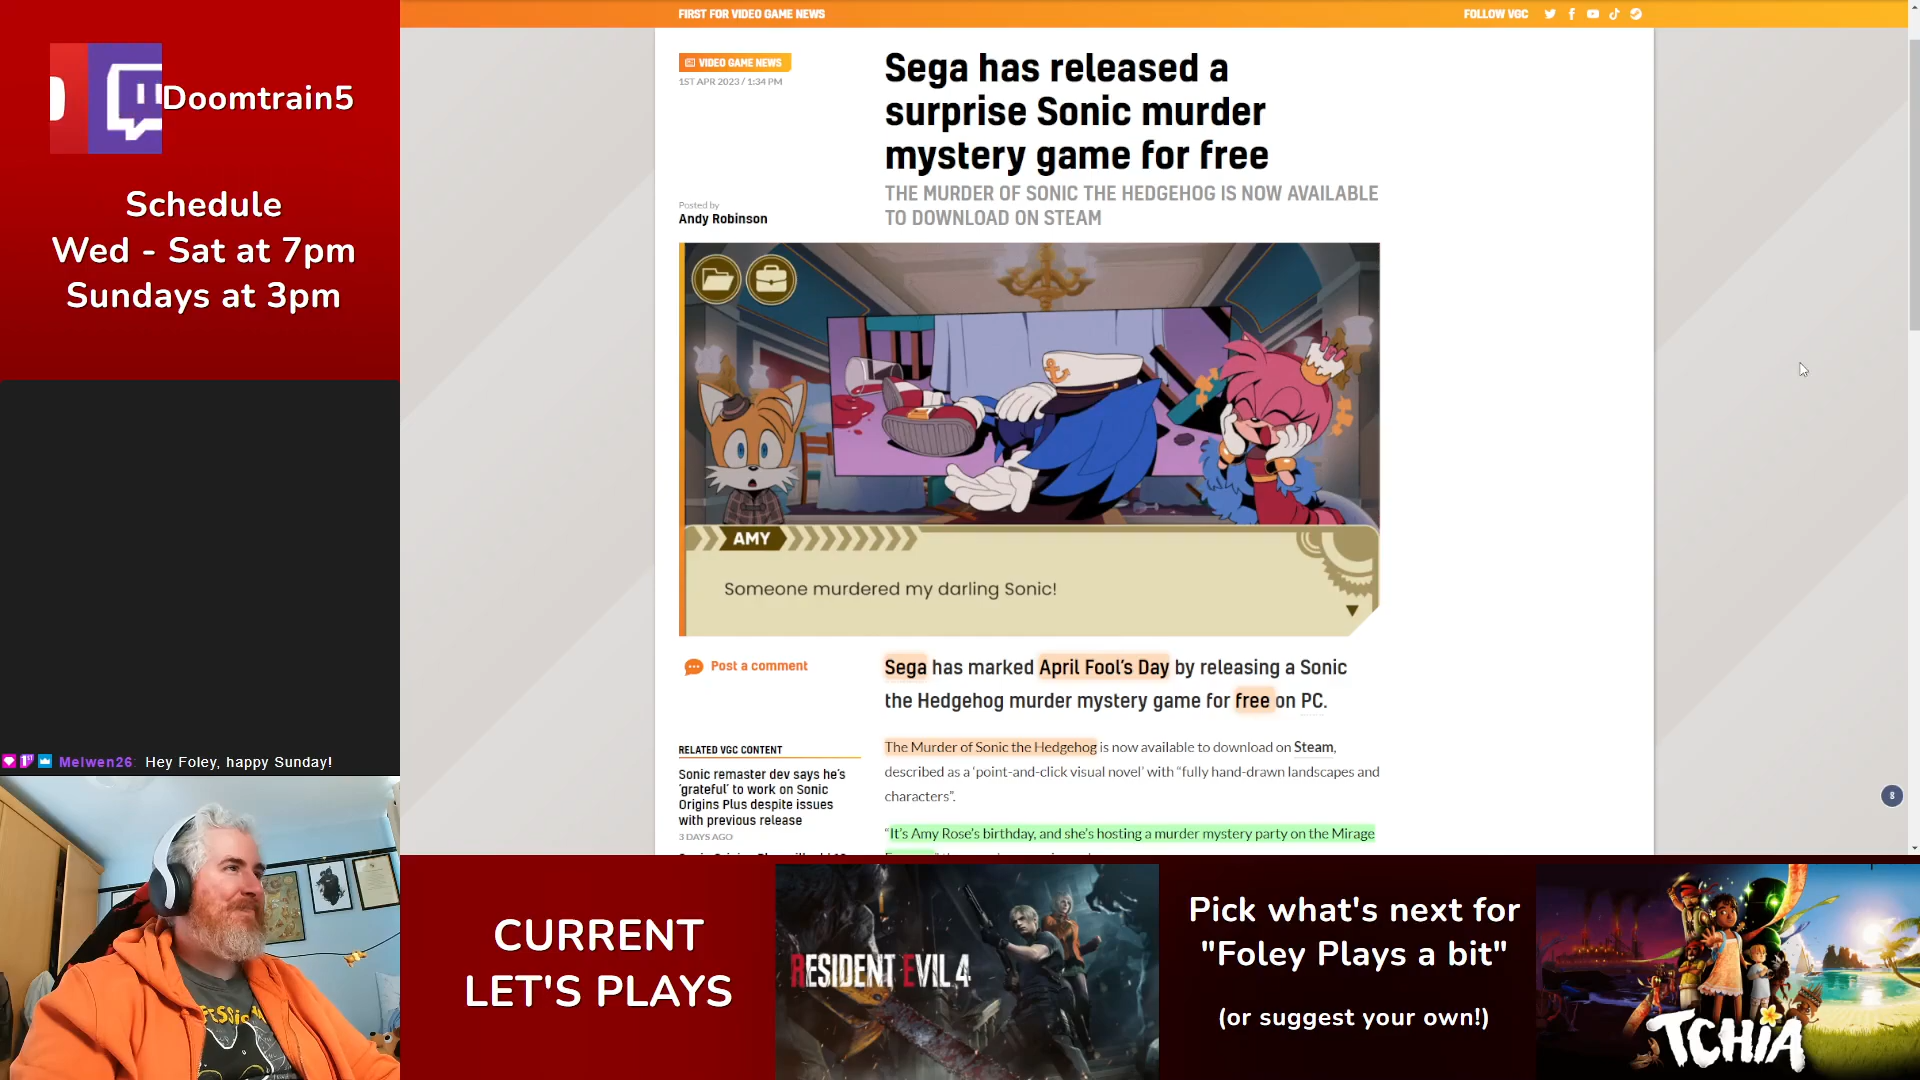 Doomtrain5
Schedule
Wed - Sat at 7pm
Sundays at 3pm
Melwen26: Hey Foley, happy Sunday!
FIRST FOR VIDEO GAME NEWS
FOLLOW VGC
VIDEO GAME NEWS
1ST APR 2023 / 1:34 PM
Sega has released a
surprise Sonic murder
mystery game for free
THE MURDER OF SONIC THE HEDGEHOG IS NOW AVAILABLE
TO DOWNLOAD ON STEAM
Posted by
Andy Robinson
AMY
Someone murdered my darling Sonic!
Post a comment
Sega has marked April Fool's Day by releasing a Sonic
the Hedgehog murder mystery game for free on PC.
The Murder of Sonic the Hedgehog is now available to download on Steam,
described as a 'point-and-click visual novel' with “fully hand-drawn landscapes and
characters”.
“It's Amy Rose's birthday, and she's hosting a murder mystery party on the Mirage
RELATED VGC CONTENT
Sonic remaster dev says he's
'grateful' to work on Sonic
Origins Plus despite issues
with previous release
3 DAYS AGO
8
CURRENT
LET'S PLAYS
RESIDENT EVIL 4
Pick what's next for
"Foley Plays a bit"
(or suggest your own!)
TCHIA